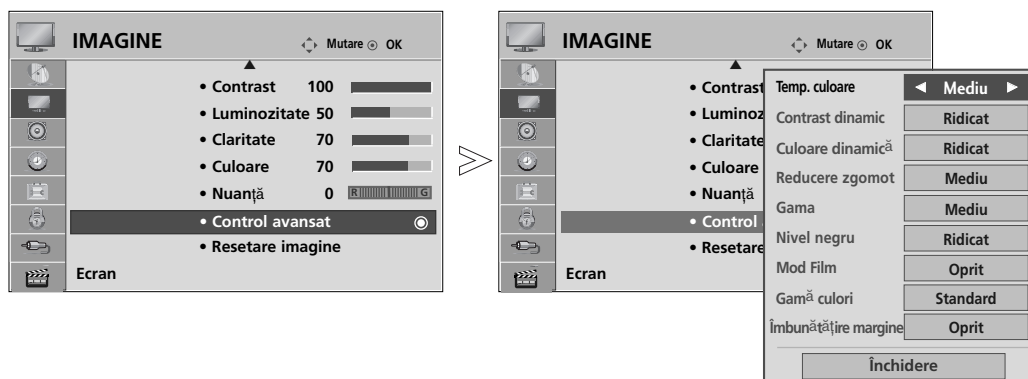 IMAGINE
Mutare OK
• Contrast 100
• Luminozitate 50
• Claritate 70
• Culoare 70
• Nuanță 0 R G
• Control avansat
• Resetare imagine
Ecran
IMAGINE
Mutare OK
• Contrast
• Luminoz
• Claritate
• Culoare
• Nuanță
• Control
• Resetare
Ecran
Temp. culoare Mediu
Contrast dinamic Ridicat
Culoare dinamică Ridicat
Reducere zgomot Mediu
Gama Mediu
Nivel negru Ridicat
Mod Film Oprit
Gamă culori Standard
Îmbunătățire margine Oprit
Închidere